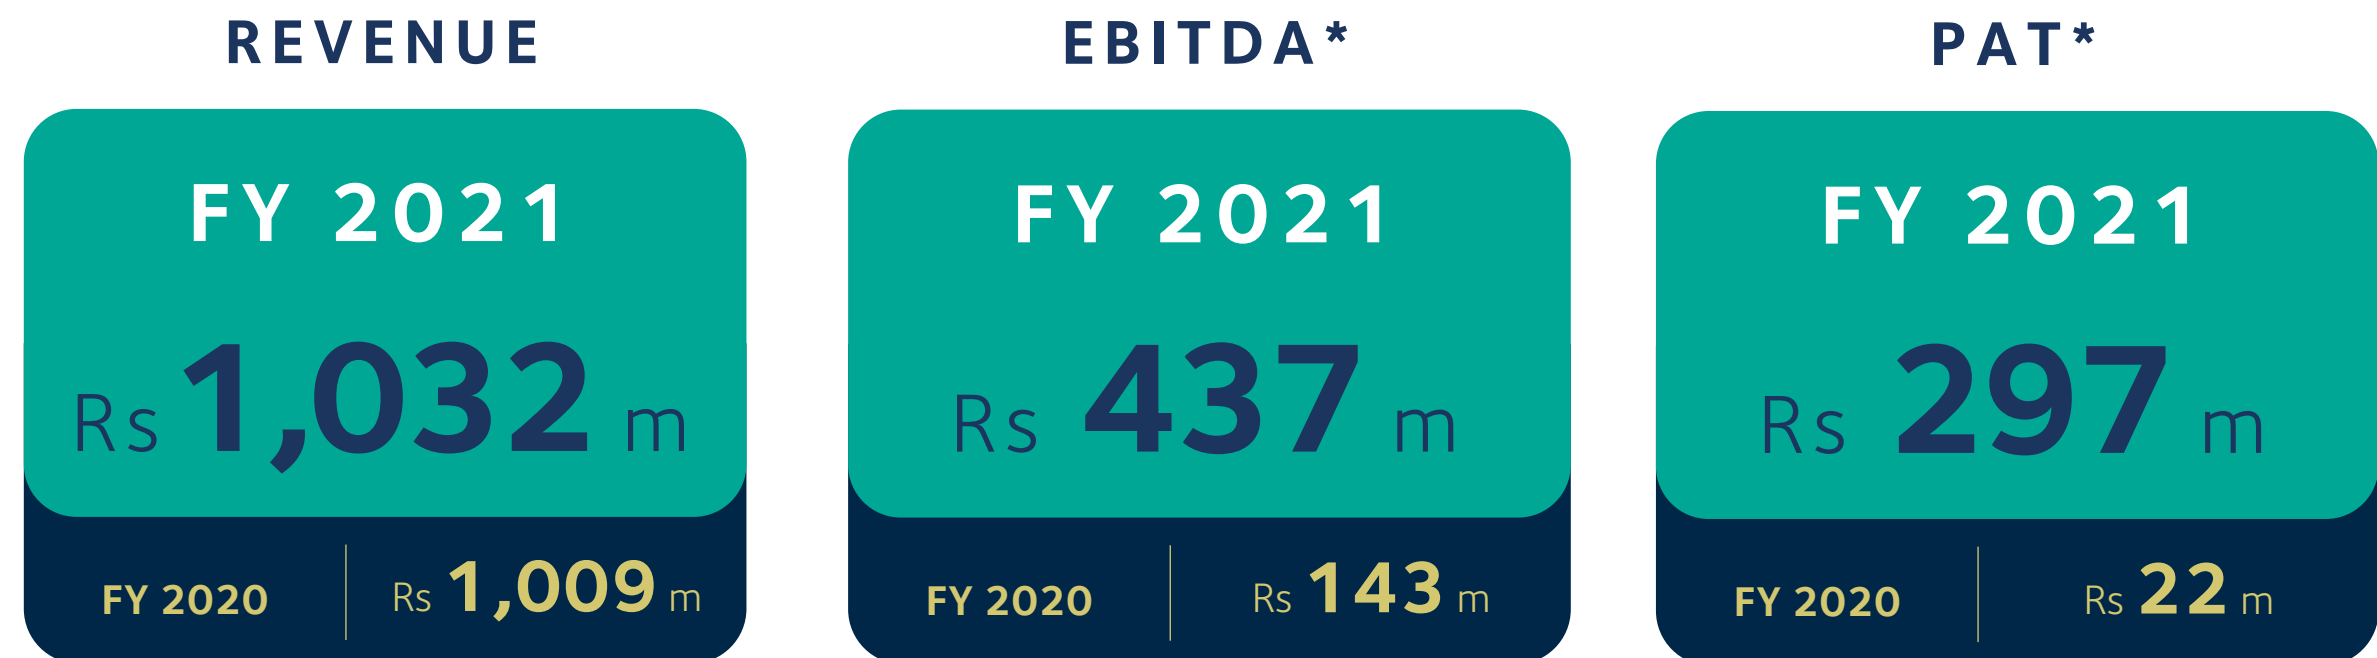 REVENUE
FY 2021
Rs 1,032 m
FY 2020 Rs 1,009 m
EBITDA*
FY 2021
Rs 437 m
FY 2020 Rs 143 m
PAT*
FY 2021
Rs 297 m
FY 2020 Rs 22 m